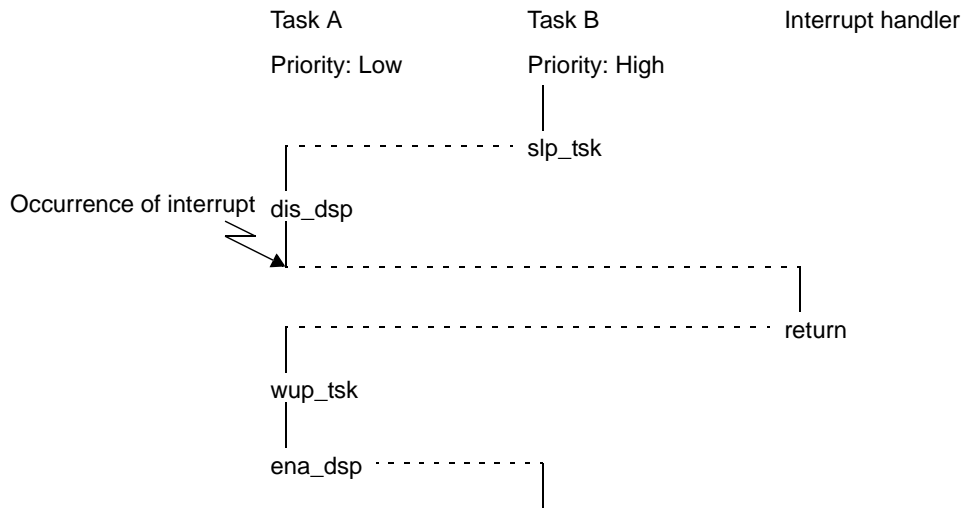 Task A Task B Interrupt handler
Priority: Low Priority: High
slp_tsk
Occurrence of interrupt dis_dsp
return
wup_tsk
ena_dsp